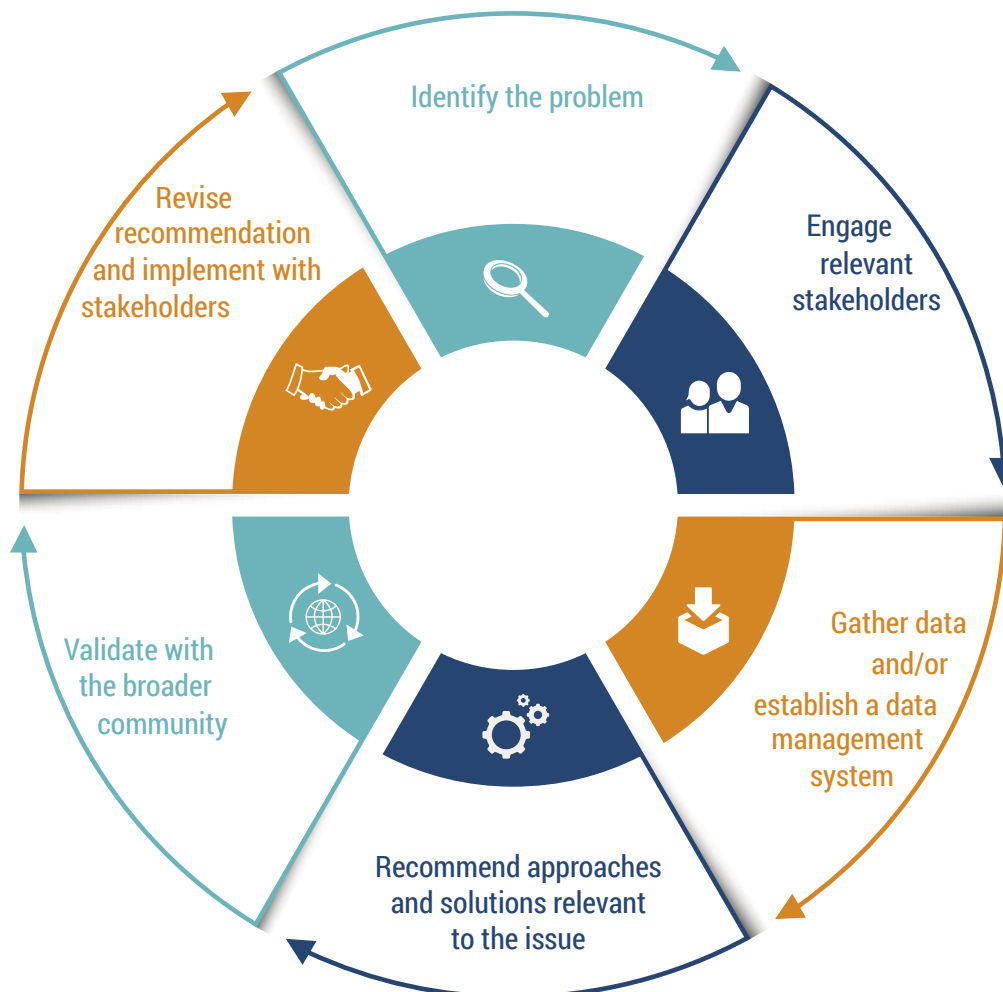 Identify the problem
Engage
relevant
stakeholders
Gather data
and/or
establish a data
management
system
Recommend approaches
and solutions relevant
to the issue
Validate with
the broader
community
Revise
recommendation
and implement with
stakeholders